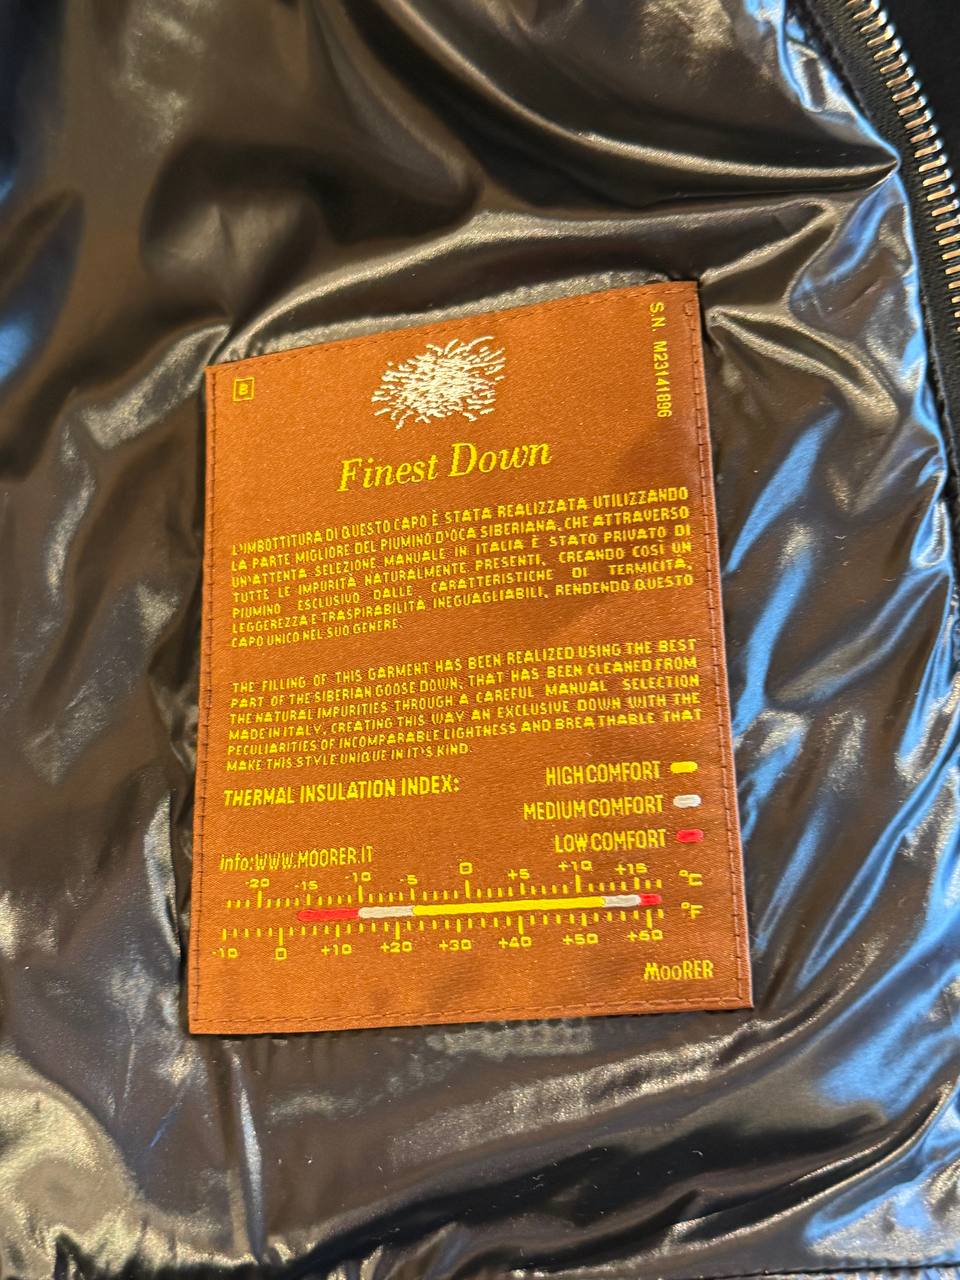 B
S.N. M23141896
Finest Down
L'IMBOTTITURA DI QUESTO CAPO È STATA REALIZZATA UTILIZZANDO
LA PARTE MIGLIORE DEL PIUMINO D'OCA SIBERIANA, CHE ATTRAVERSO
UN'ATTENTA SELEZIONE MANUALE IN ITALIA È STATO PRIVATO DI
TUTTE LE IMPURITÀ NATURALMENTE PRESENTI, CREANDO COSÌ UN
PIUMINO ESCLUSIVO DALLE CARATTERISTICHE DI TERMICITÀ,
LEGGEREZZA E TRASPIRABILITÀ INEGUAGLIABILI, RENDENDO QUESTO
CAPO UNICO NEL SUO GENERE.
THE FILLING OF THIS GARMENT HAS BEEN REALIZED USING THE BEST
PART OF THE SIBERIAN GOOSE DOWN, THAT HAS BEEN CLEANED FROM
THE NATURAL IMPURITIES THROUGH A CAREFUL MANUAL SELECTION
MADE IN ITALY, CREATING THIS WAY AN EXCLUSIVE DOWN WITH THE
PECULIARITIES OF INCOMPARABLE LIGHTNESS AND BREATHABLE THAT
MAKE THIS STYLE UNIQUE IN IT'S KIND.
THERMAL INSULATION INDEX:
HIGH COMFORT
MEDIUM COMFORT
LOW COMFORT
info: WWW.MOORER.IT
-20 -15 -10 -5 0 +5 +10 +15 °C
-10 0 +10 +20 +30 +40 +50 +60 °F
MooRER